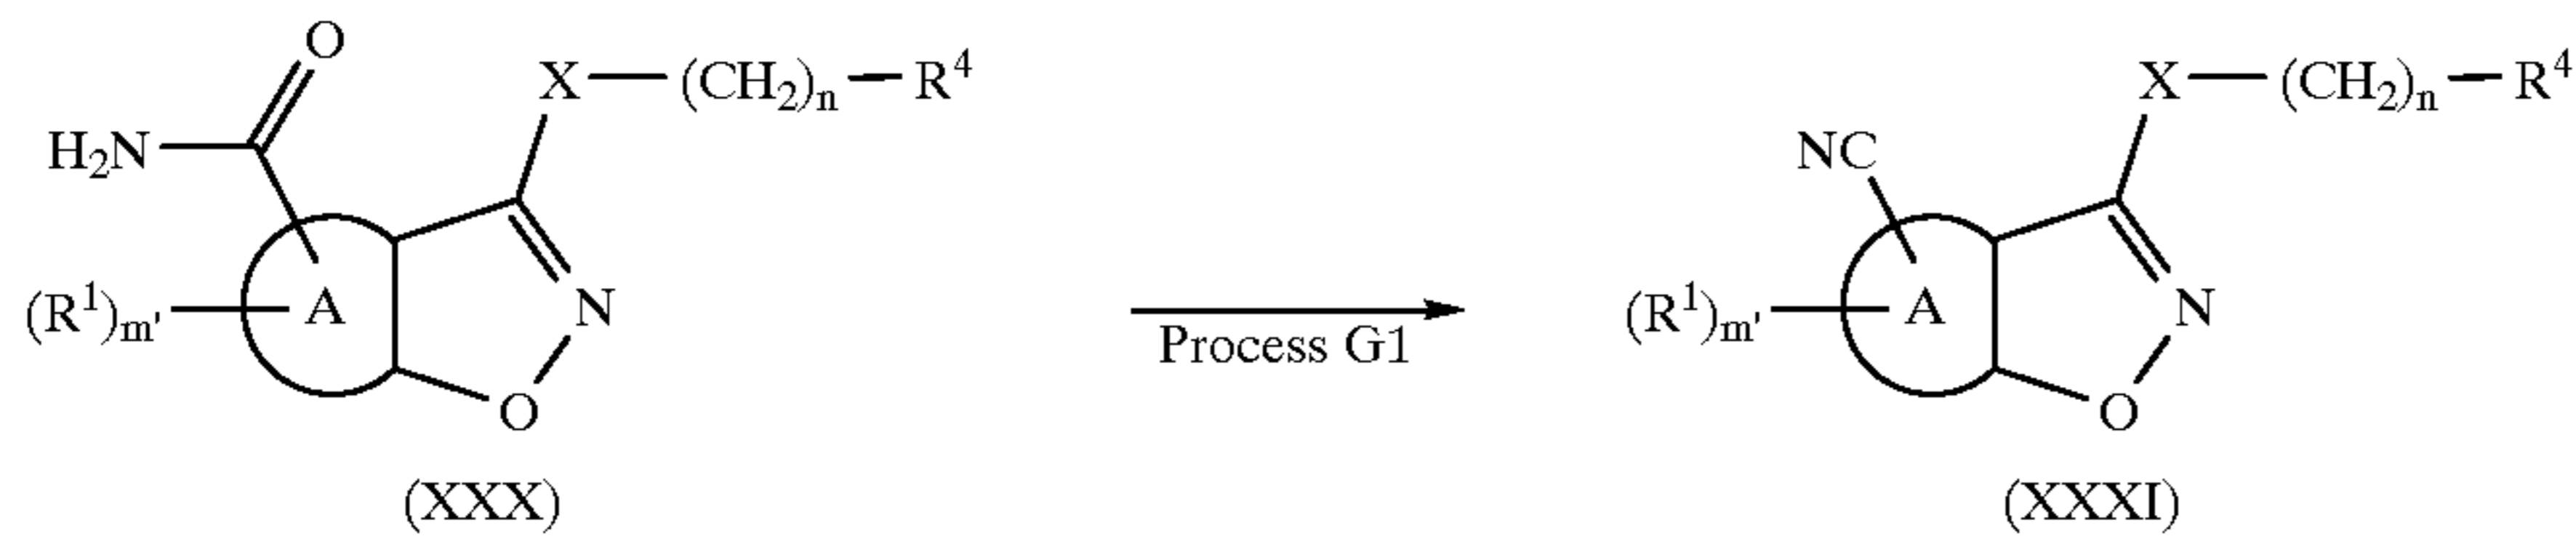 O
X—(CH₂)ₙ—R⁴
H₂N
(R¹)ₘ'
A
N
O
(XXX)
Process G1
X—(CH₂)ₙ—R⁴
NC
(R¹)ₘ'
A
N
O
(XXXI)